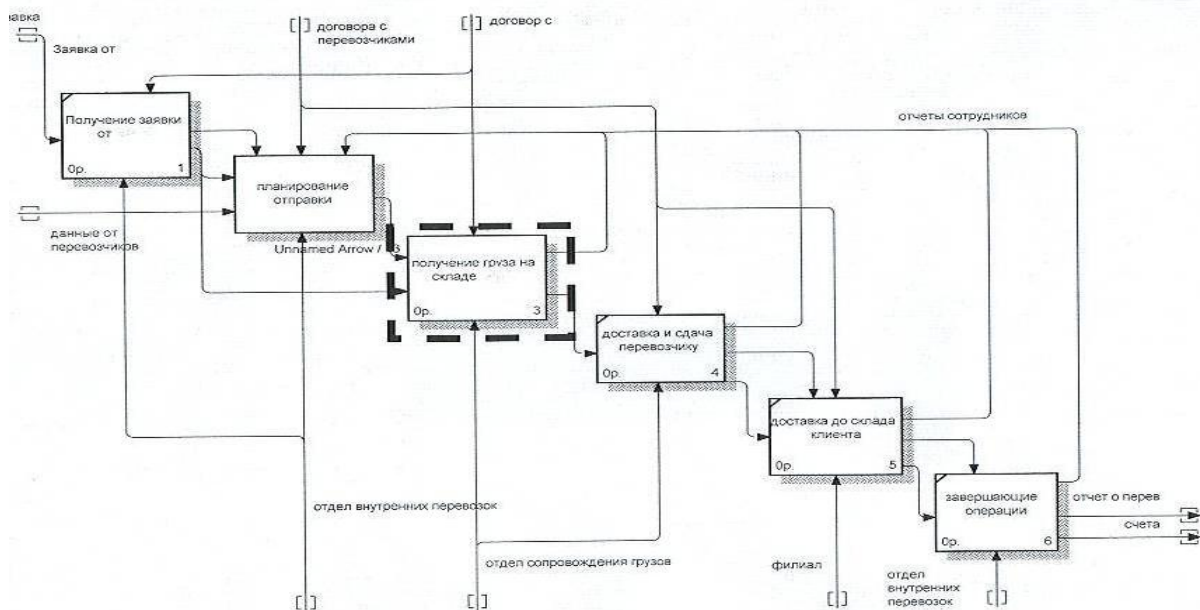 Заявка от
договора с
перевозчиками
договор с
Получение заявки
от
0р.
1
отчеты сотрудников
планирование
отправки
данные от
перевозчиков
Unnamed Arrow /
получение груза на
складе
0р.
3
доставка и сдача
перевозчиху
0р.
4
доставка до склада
клиента
0р.
5
завершающие
операции
0р.
6
отчет о перев
счета
отдел внутренних перевозок
отдел сопровождения грузов
филиал
отдел
внутренних
перевозок